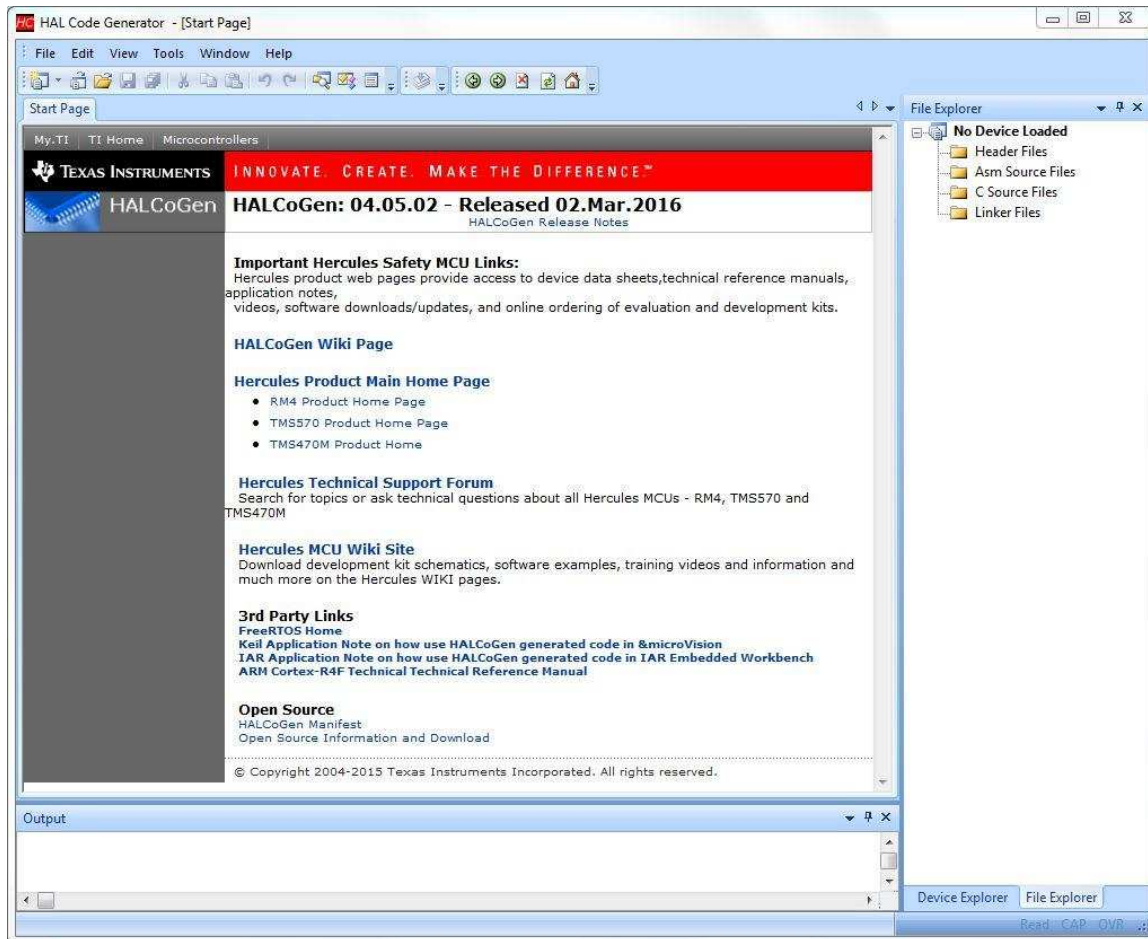 HC HAL Code Generator - [Start Page]
File Edit View Tools Window Help
Start Page
My.TI TI Home Microcontrollers
TEXAS INSTRUMENTS INNOVATE. CREATE. MAKE THE DIFFERENCE.™
HALCoGen HALCoGen: 04.05.02 - Released 02.Mar.2016
HALCoGen Release Notes
Important Hercules Safety MCU Links:
Hercules product web pages provide access to device data sheets,technical reference manuals,
application notes,
videos, software downloads/updates, and online ordering of evaluation and development kits.
HALCoGen Wiki Page
Hercules Product Main Home Page
• RM4 Product Home Page
• TMS570 Product Home Page
• TMS470M Product Home
Hercules Technical Support Forum
Search for topics or ask technical questions about all Hercules MCUs - RM4, TMS570 and
TMS470M
Hercules MCU Wiki Site
Download development kit schematics, software examples, training videos and information and
much more on the Hercules WIKI pages.
3rd Party Links
FreeRTOS Home
Keil Application Note on how use HALCoGen generated code in &microVision
IAR Application Note on how use HALCoGen generated code in IAR Embedded Workbench
ARM Cortex-R4F Technical Technical Reference Manual
Open Source
HALCoGen Manifest
Open Source Information and Download
© Copyright 2004-2015 Texas Instruments Incorporated. All rights reserved.
File Explorer
No Device Loaded
Header Files
Asm Source Files
C Source Files
Linker Files
Output
Device Explorer File Explorer
Read CAP OVR